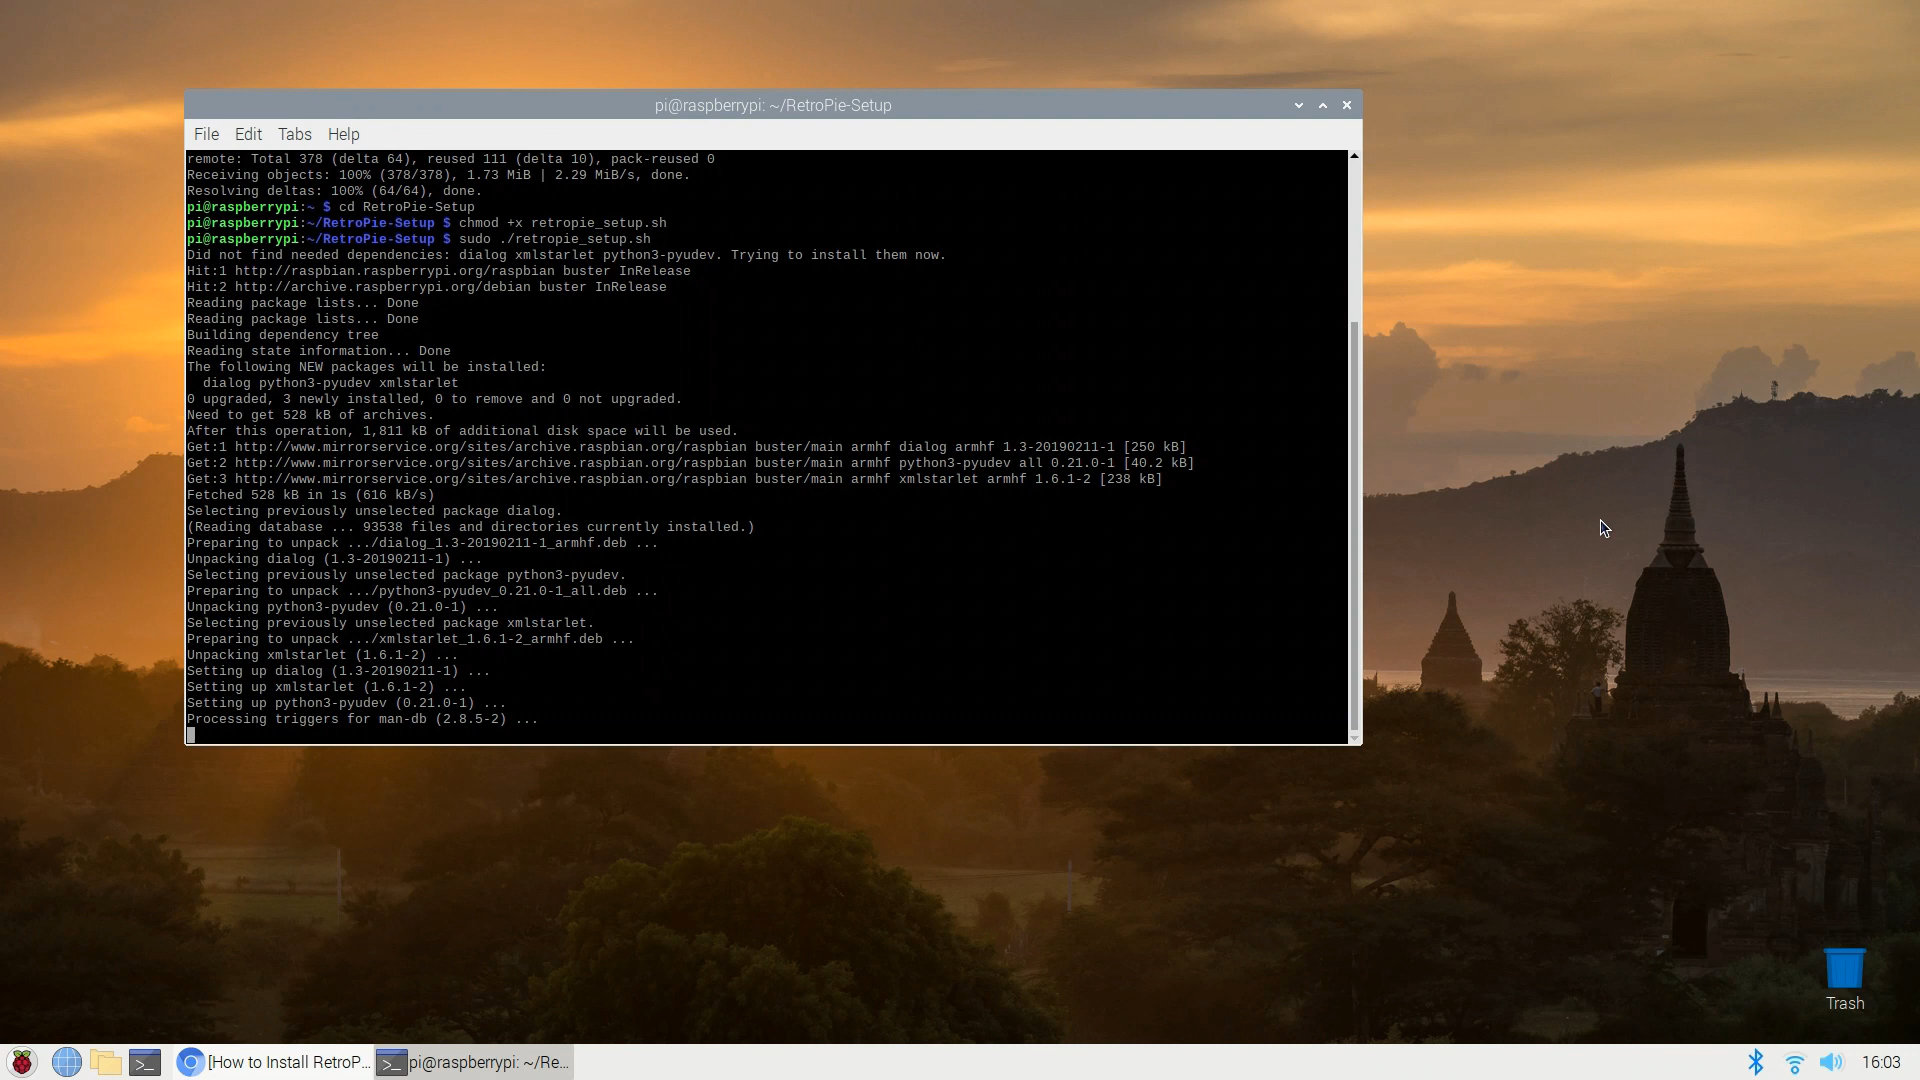 pi@raspberrypi: ~/RetroPie-Setup
File Edit Tabs Help
remote: Total 378 (delta 64), reused 111 (delta 10), pack-reused 0
Receiving objects: 100% (378/378), 1.73 MiB | 2.29 MiB/s, done.
Resolving deltas: 100% (64/64), done.
pi@raspberrypi:~ $ cd RetroPie-Setup
pi@raspberrypi:~/RetroPie-Setup $ chmod +x retropie_setup.sh
pi@raspberrypi:~/RetroPie-Setup $ sudo ./retropie_setup.sh
Did not find needed dependencies: dialog xmlstarlet python3-pyudev. Trying to install them now.
Hit:1 http://raspbian.raspberrypi.org/raspbian buster InRelease
Hit:2 http://archive.raspberrypi.org/debian buster InRelease
Reading package lists... Done
Reading package lists... Done
Building dependency tree
Reading state information... Done
The following NEW packages will be installed:
  dialog python3-pyudev xmlstarlet
0 upgraded, 3 newly installed, 0 to remove and 0 not upgraded.
Need to get 528 kB of archives.
After this operation, 1,811 kB of additional disk space will be used.
Get:1 http://www.mirrorservice.org/sites/archive.raspbian.org/raspbian buster/main armhf dialog armhf 1.3-20190211-1 [250 kB]
Get:2 http://www.mirrorservice.org/sites/archive.raspbian.org/raspbian buster/main armhf python3-pyudev all 0.21.0-1 [40.2 kB]
Get:3 http://www.mirrorservice.org/sites/archive.raspbian.org/raspbian buster/main armhf xmlstarlet armhf 1.6.1-2 [238 kB]
Fetched 528 kB in 1s (616 kB/s)
Selecting previously unselected package dialog.
(Reading database ... 93538 files and directories currently installed.)
Preparing to unpack .../dialog_1.3-20190211-1_armhf.deb ...
Unpacking dialog (1.3-20190211-1) ...
Selecting previously unselected package python3-pyudev.
Preparing to unpack .../python3-pyudev_0.21.0-1_all.deb ...
Unpacking python3-pyudev (0.21.0-1) ...
Selecting previously unselected package xmlstarlet.
Preparing to unpack .../xmlstarlet_1.6.1-2_armhf.deb ...
Unpacking xmlstarlet (1.6.1-2) ...
Setting up dialog (1.3-20190211-1) ...
Setting up xmlstarlet (1.6.1-2) ...
Setting up python3-pyudev (0.21.0-1) ...
Processing triggers for man-db (2.8.5-2) ...
Trash
[How to Install RetroP... pi@raspberrypi: ~/Re... 16:03